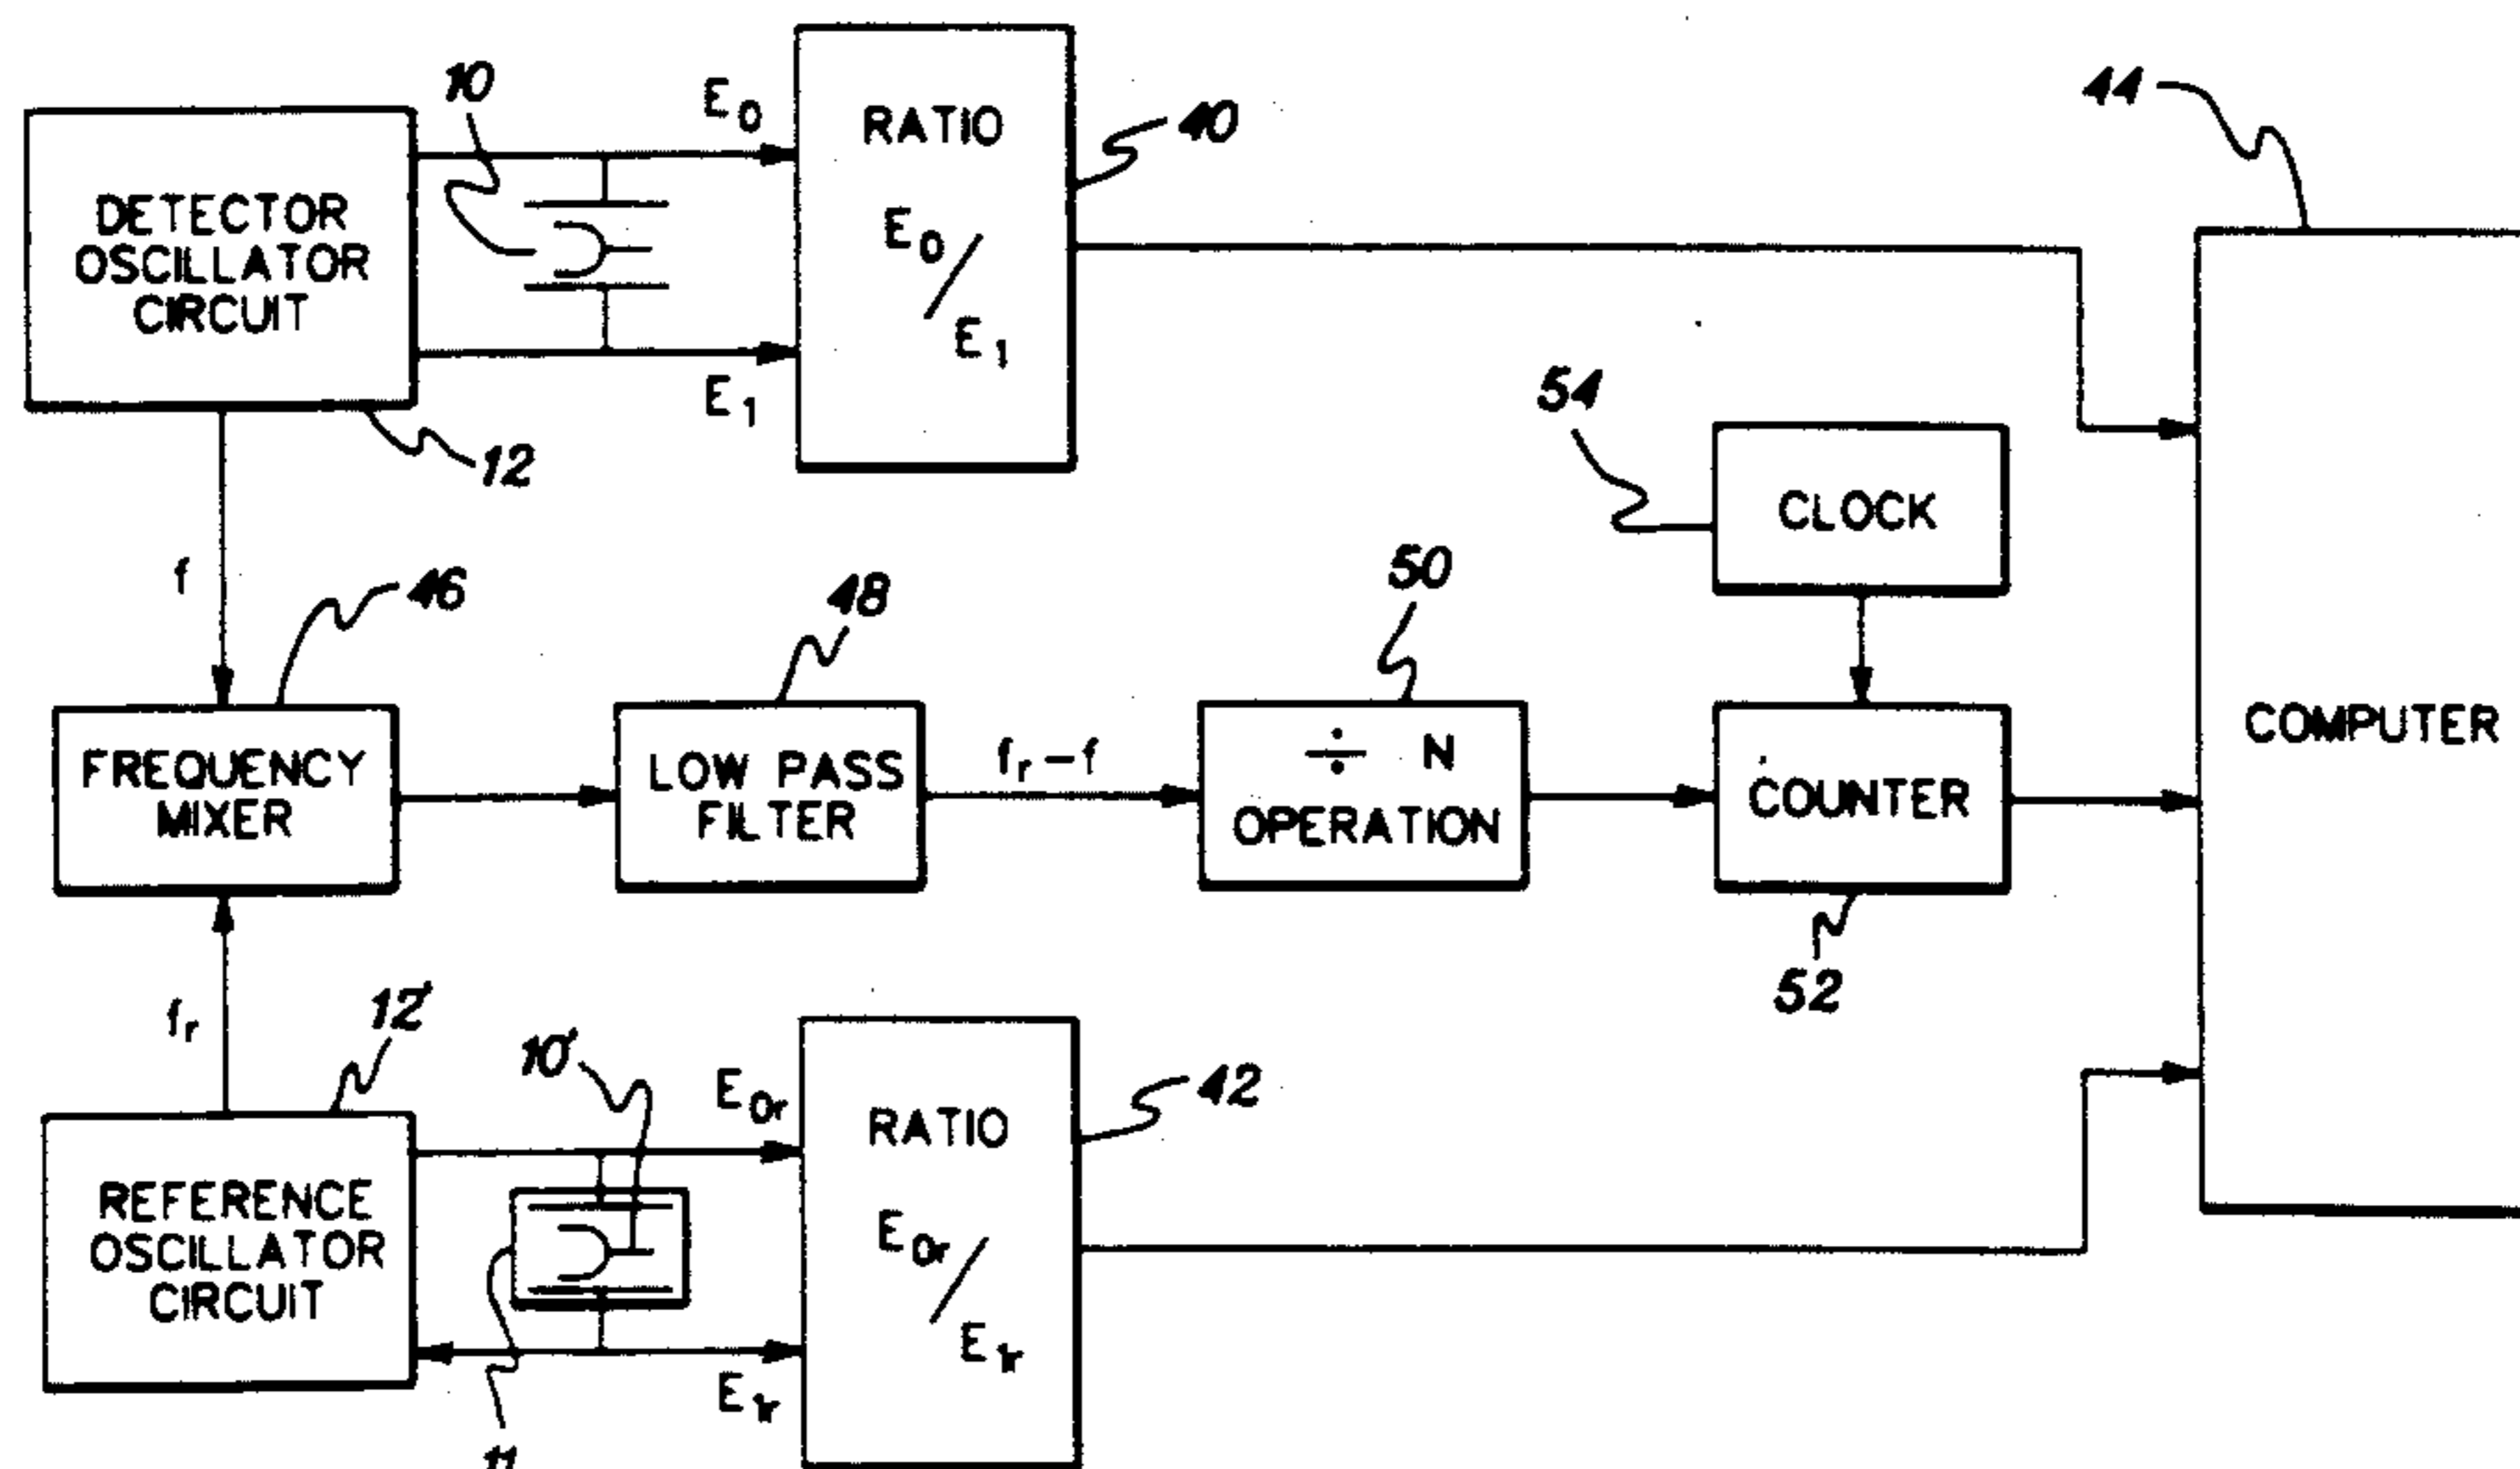 10
E0
RATIO
E0
/
E1
40
44
DETECTOR
OSCILLATOR
CIRCUIT
E1
12
54
CLOCK
f
46
48
50
FREQUENCY
MIXER
LOW PASS
FILTER
fr-f
÷ N
OPERATION
COUNTER
COMPUTER
52
fr
12'
10'
E0r
RATIO
E0r
/
E1r
42
REFERENCE
OSCILLATOR
CIRCUIT
E1r
11